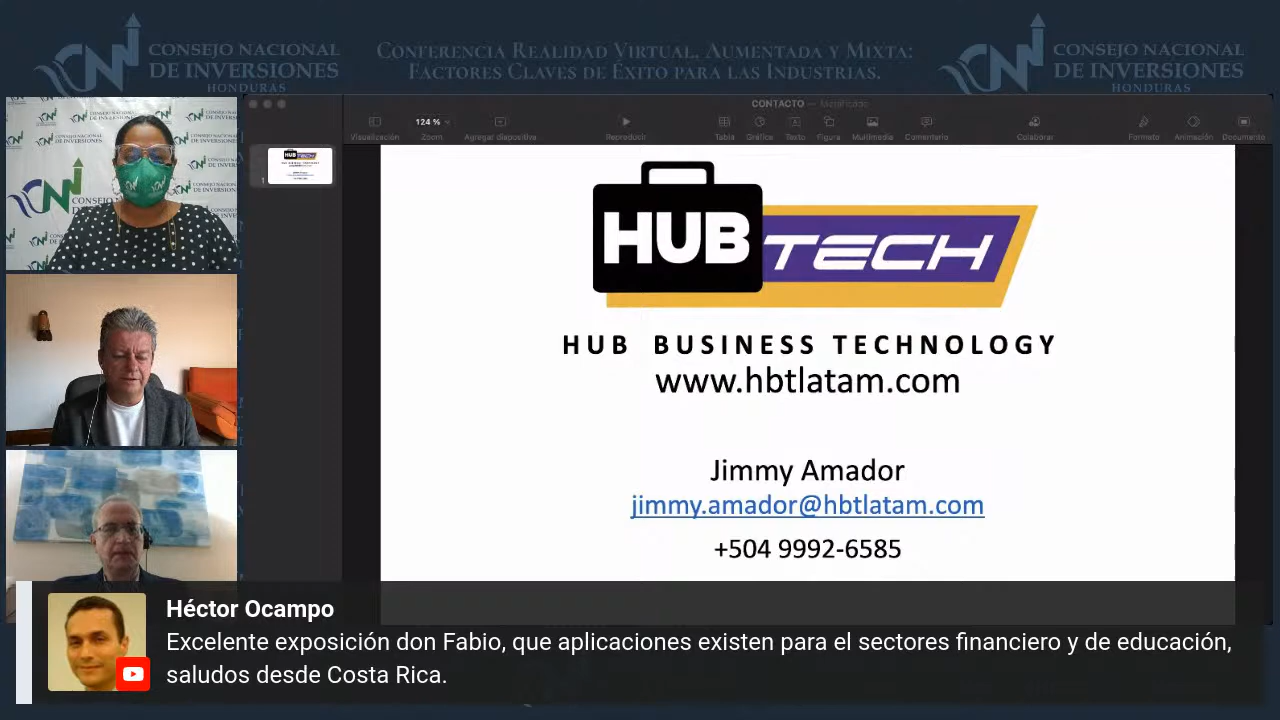 CONSEJO NACIONAL
DE INVERSIONES
HONDURAS
CONFERENCIA REALIDAD VIRTUAL, AUMENTADA Y MIXTA:
FACTORES CLAVES DE ÉXITO PARA LAS INDUSTRIAS.
CONSEJO NACIONAL
DE INVERSIONES
HONDURAS
CONTACTO — Modificado
124 %
Visualización
Zoom
Agregar diapositiva
Reproducir
Tabla
Gráfica
Texto
Figura
Multimedia
Comentario
Colaborar
Formato
Animación
Documento
1
HUB TECH
HUB BUSINESS TECHNOLOGY
www.hbtlatam.com
Jimmy Amador
jimmy.amador@hbtlatam.com
+504 9992-6585
Héctor Ocampo
Excelente exposición don Fabio, que aplicaciones existen para el sectores financiero y de educación,
saludos desde Costa Rica.